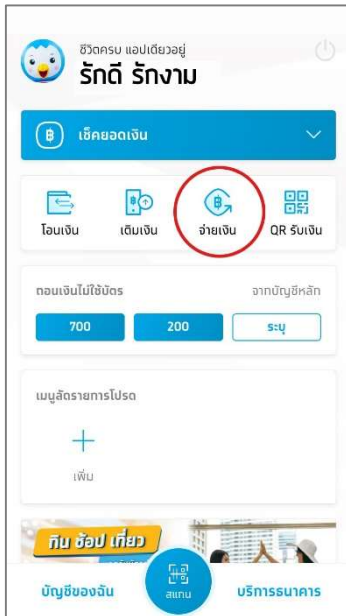 ชีวิตครบ แอปเดียวอยู่
รักดี รักงาม
฿ เช็คยอดเงิน
โอนเงิน เติมเงิน จ่ายเงิน QR รับเงิน
ถอนเงินไม่ใช้บัตร จากบัญชีหลัก
700 200 ระบุ
เมนูลัดรายการโปรด
เพิ่ม
กิน ช้อป เที่ยว
บัญชีของฉัน สแกน บริการธนาคาร